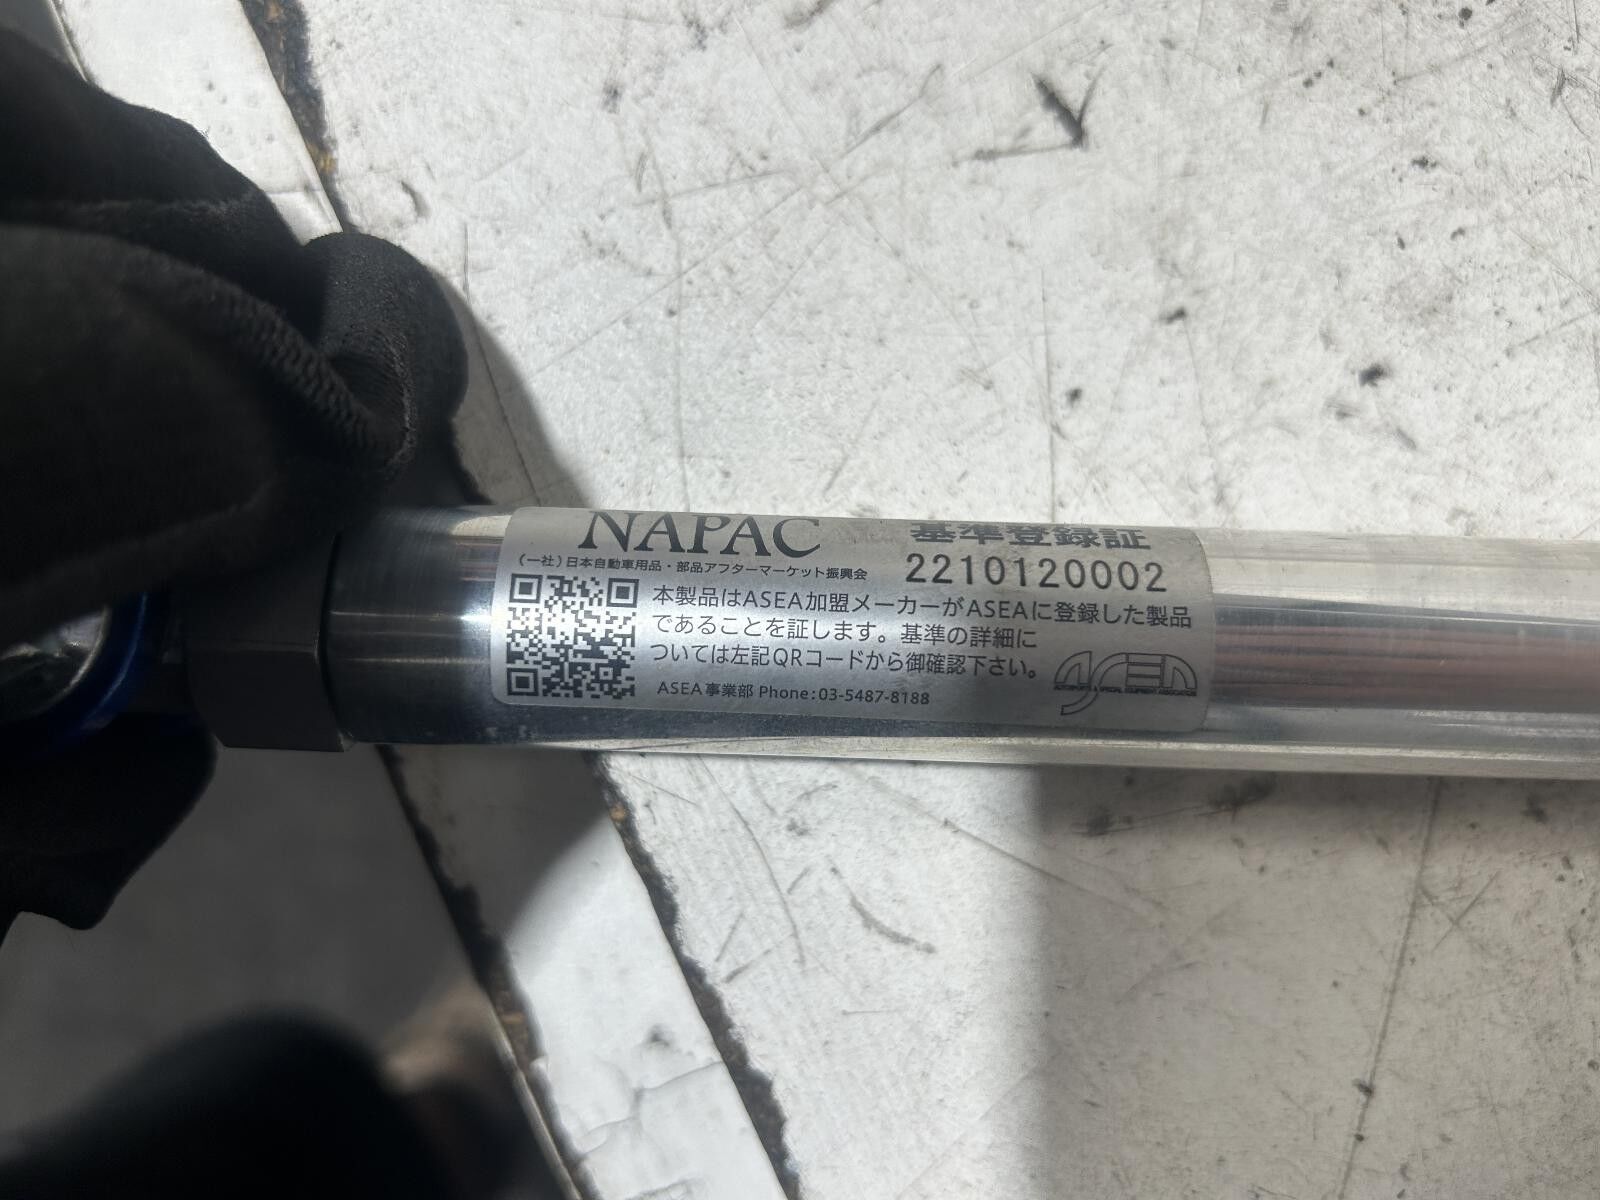 NAPAC
(一社)日本自動車用品・部品アフターマーケット振興会
基準登録証
2210120002
本製品はASEA加盟メーカーがASEAに登録した製品
であることを証します。基準の詳細に
ついては左記QRコードから御確認下さい。
ASEA事業部 Phone:03-5487-8188
ASEA
AUTOSPORTS & SPECIAL EQUIPMENT ASSOCIATION